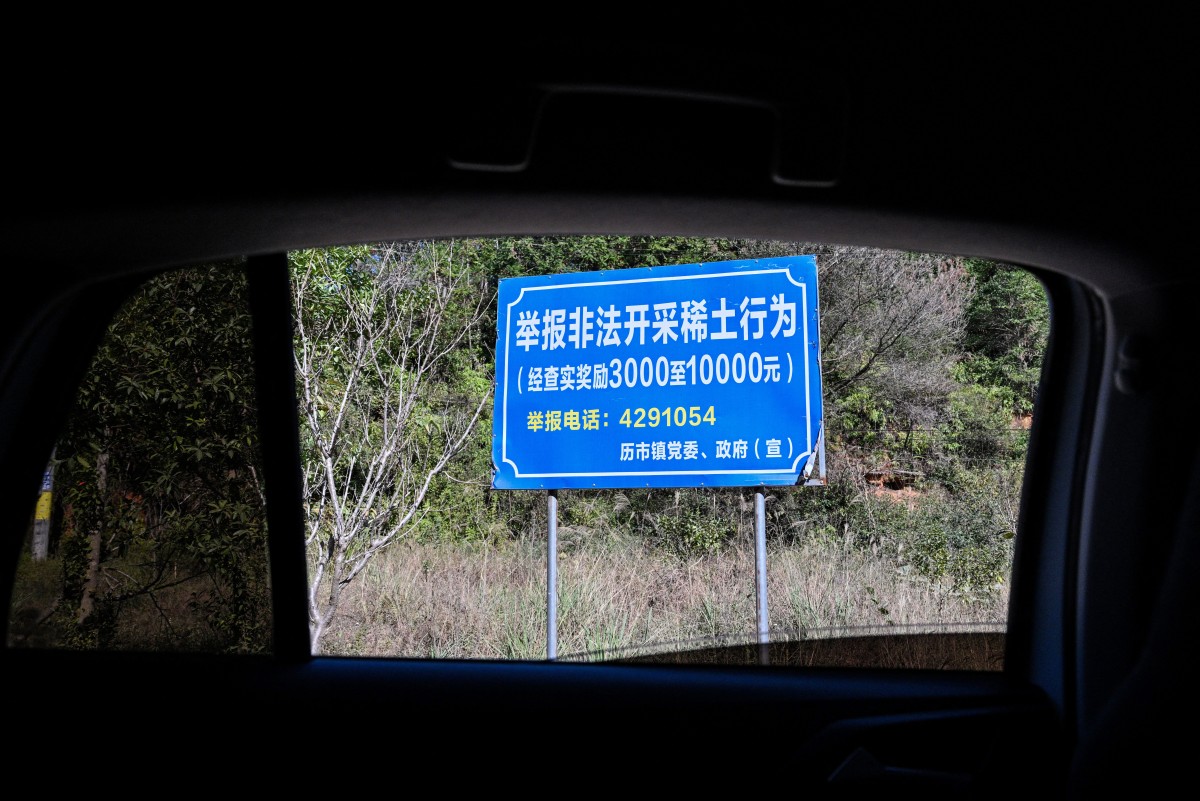 举报非法开采稀土行为
（经查实奖励3000至10000元）
举报电话：4291054
历市镇党委、政府（宣）